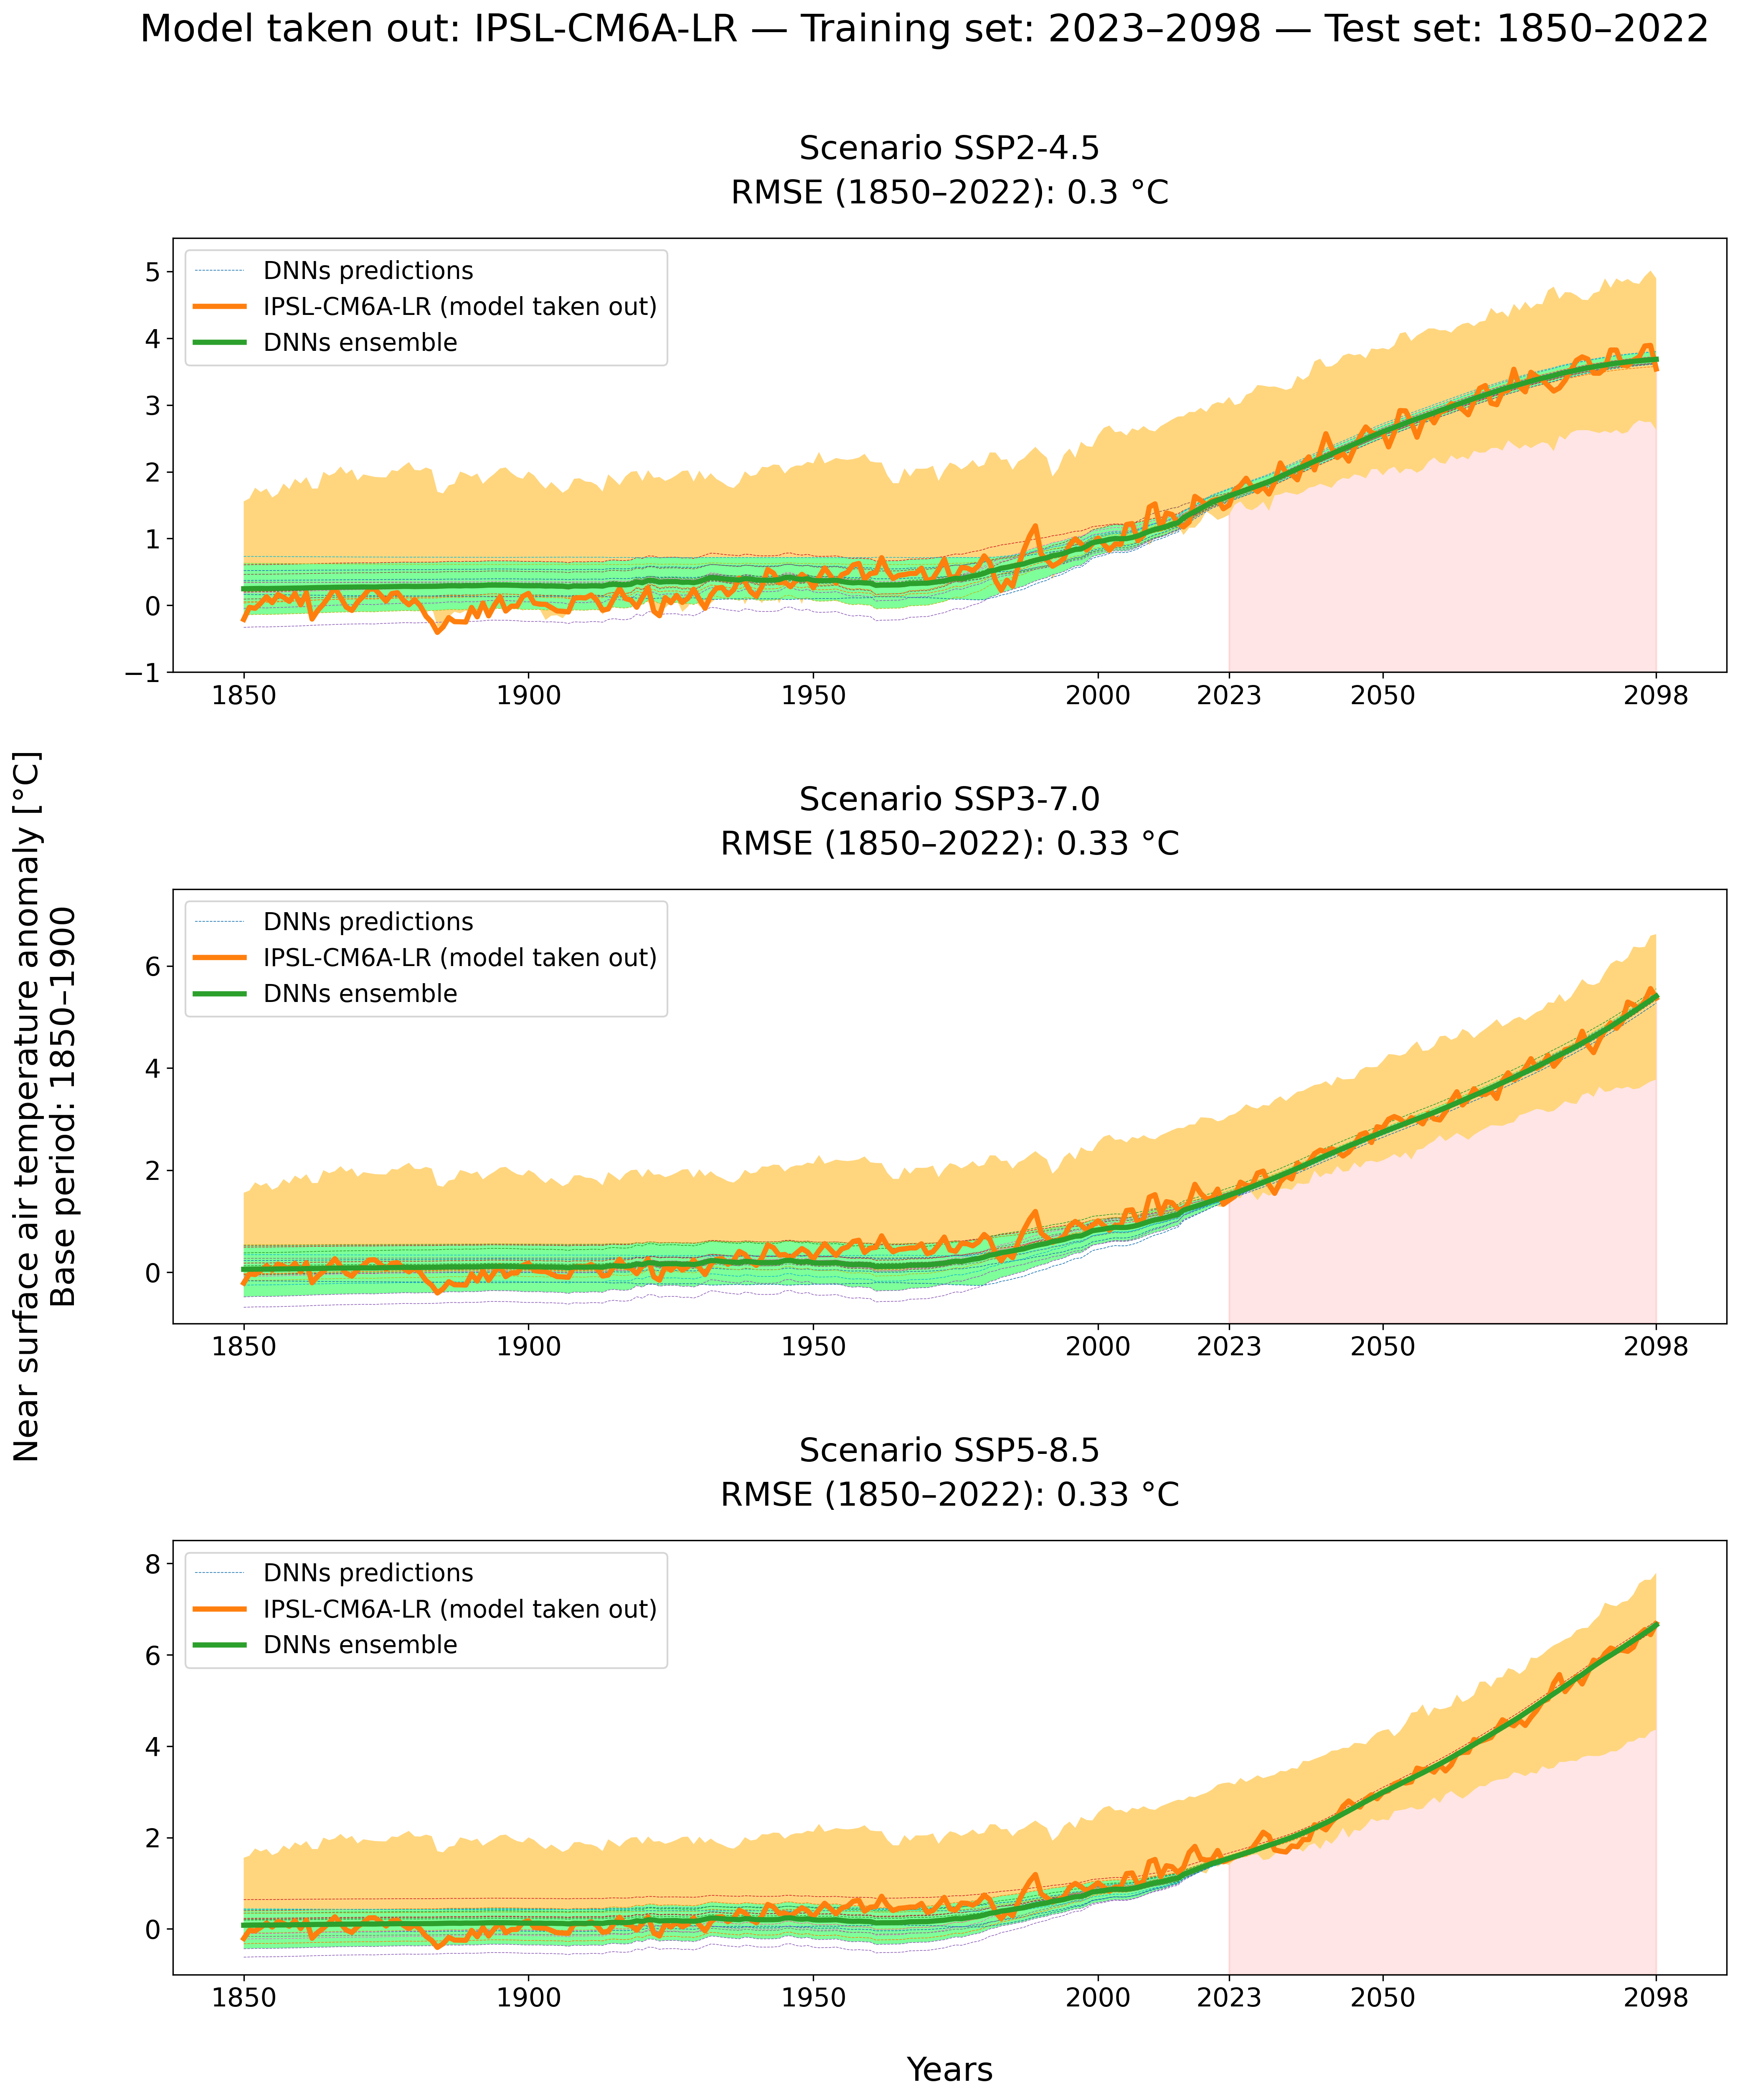 Model taken out: IPSL-CM6A-LR — Training set: 2023–2098 — Test set: 1850–2022
Near surface air temperature anomaly [°C]
Base period: 1850–1900
Scenario SSP2-4.5
RMSE (1850–2022): 0.3 °C
DNNs predictions
IPSL-CM6A-LR (model taken out)
DNNs ensemble
5
4
3
2
1
0
−1
1850 1900 1950 2000 2023 2050 2098
Scenario SSP3-7.0
RMSE (1850–2022): 0.33 °C
DNNs predictions
IPSL-CM6A-LR (model taken out)
DNNs ensemble
6
4
2
0
1850 1900 1950 2000 2023 2050 2098
Scenario SSP5-8.5
RMSE (1850–2022): 0.33 °C
DNNs predictions
IPSL-CM6A-LR (model taken out)
DNNs ensemble
8
6
4
2
0
1850 1900 1950 2000 2023 2050 2098
Years